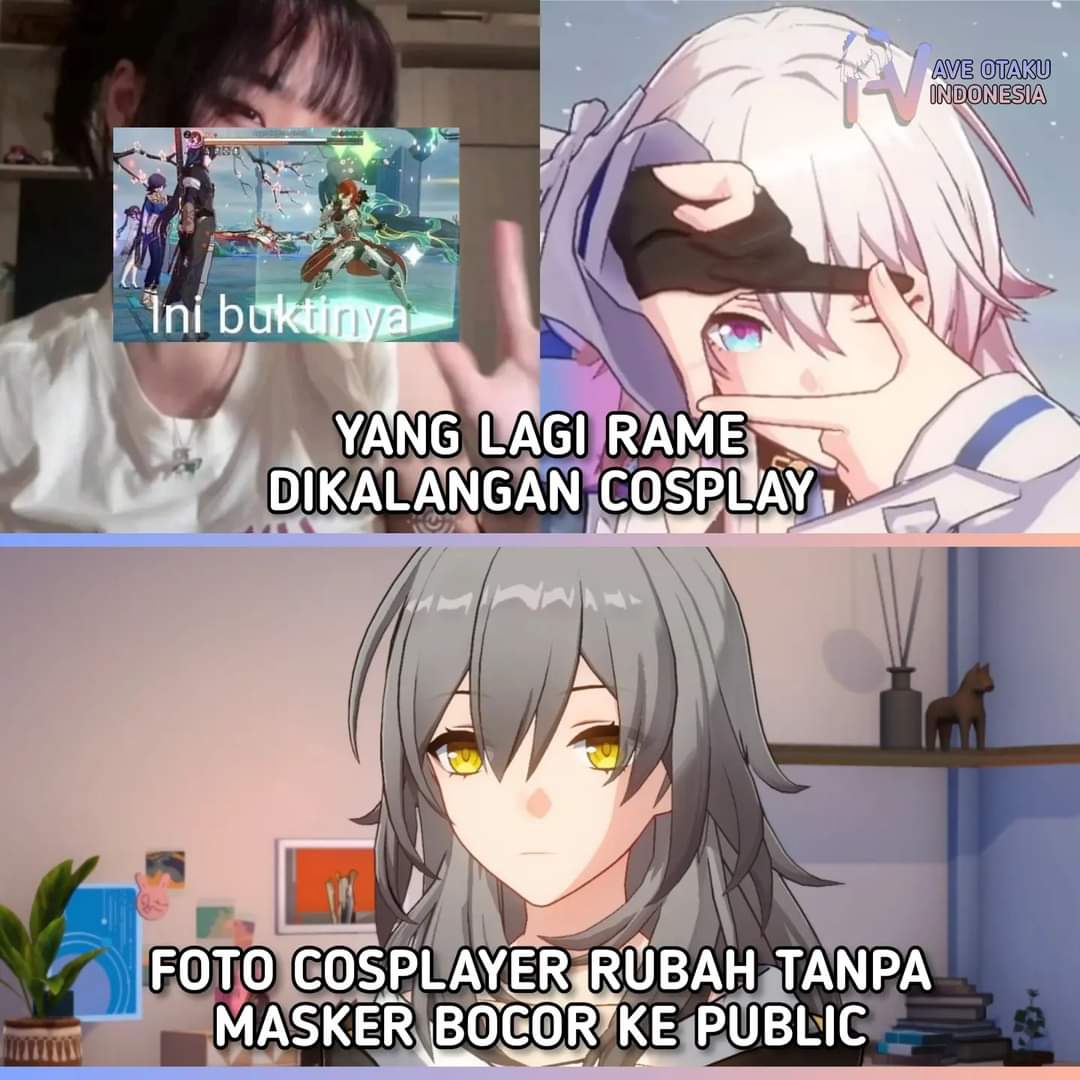 AVE OTAKU
INDONESIA
Ini buktinya
YANG LAGI RAME
DIKALANGAN COSPLAY
FOTO COSPLAYER RUBAH TANPA
MASKER BOCOR KE PUBLIC